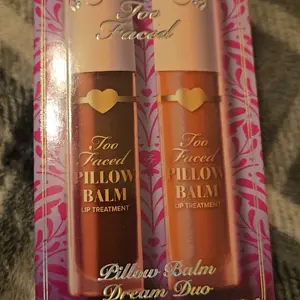 Too
Faced
Too
Faced
PILLOW
BALM
LIP TREATMENT
Too
Faced
PILLOW
BALM
LIP TREATMENT
Pillow Balm
Dream Duo